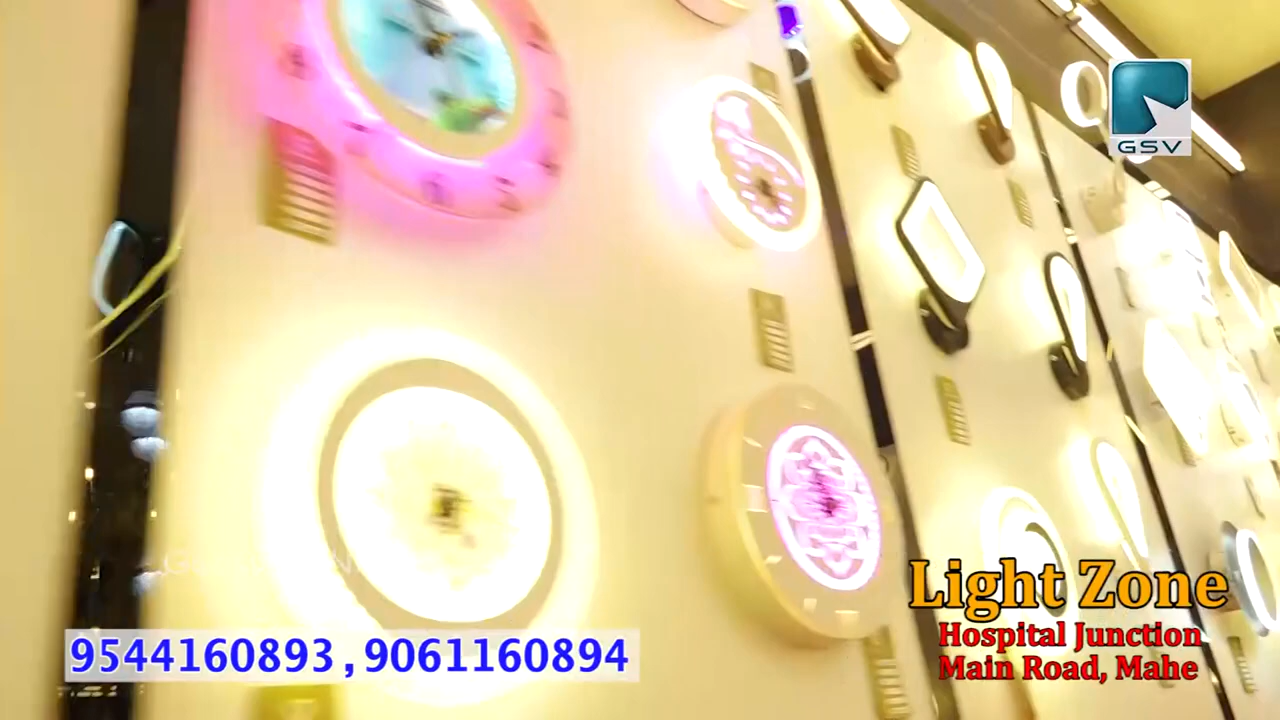 GSV
9544160893,9061160894
Light Zone
Hospital Junction
Main Road, Mahe